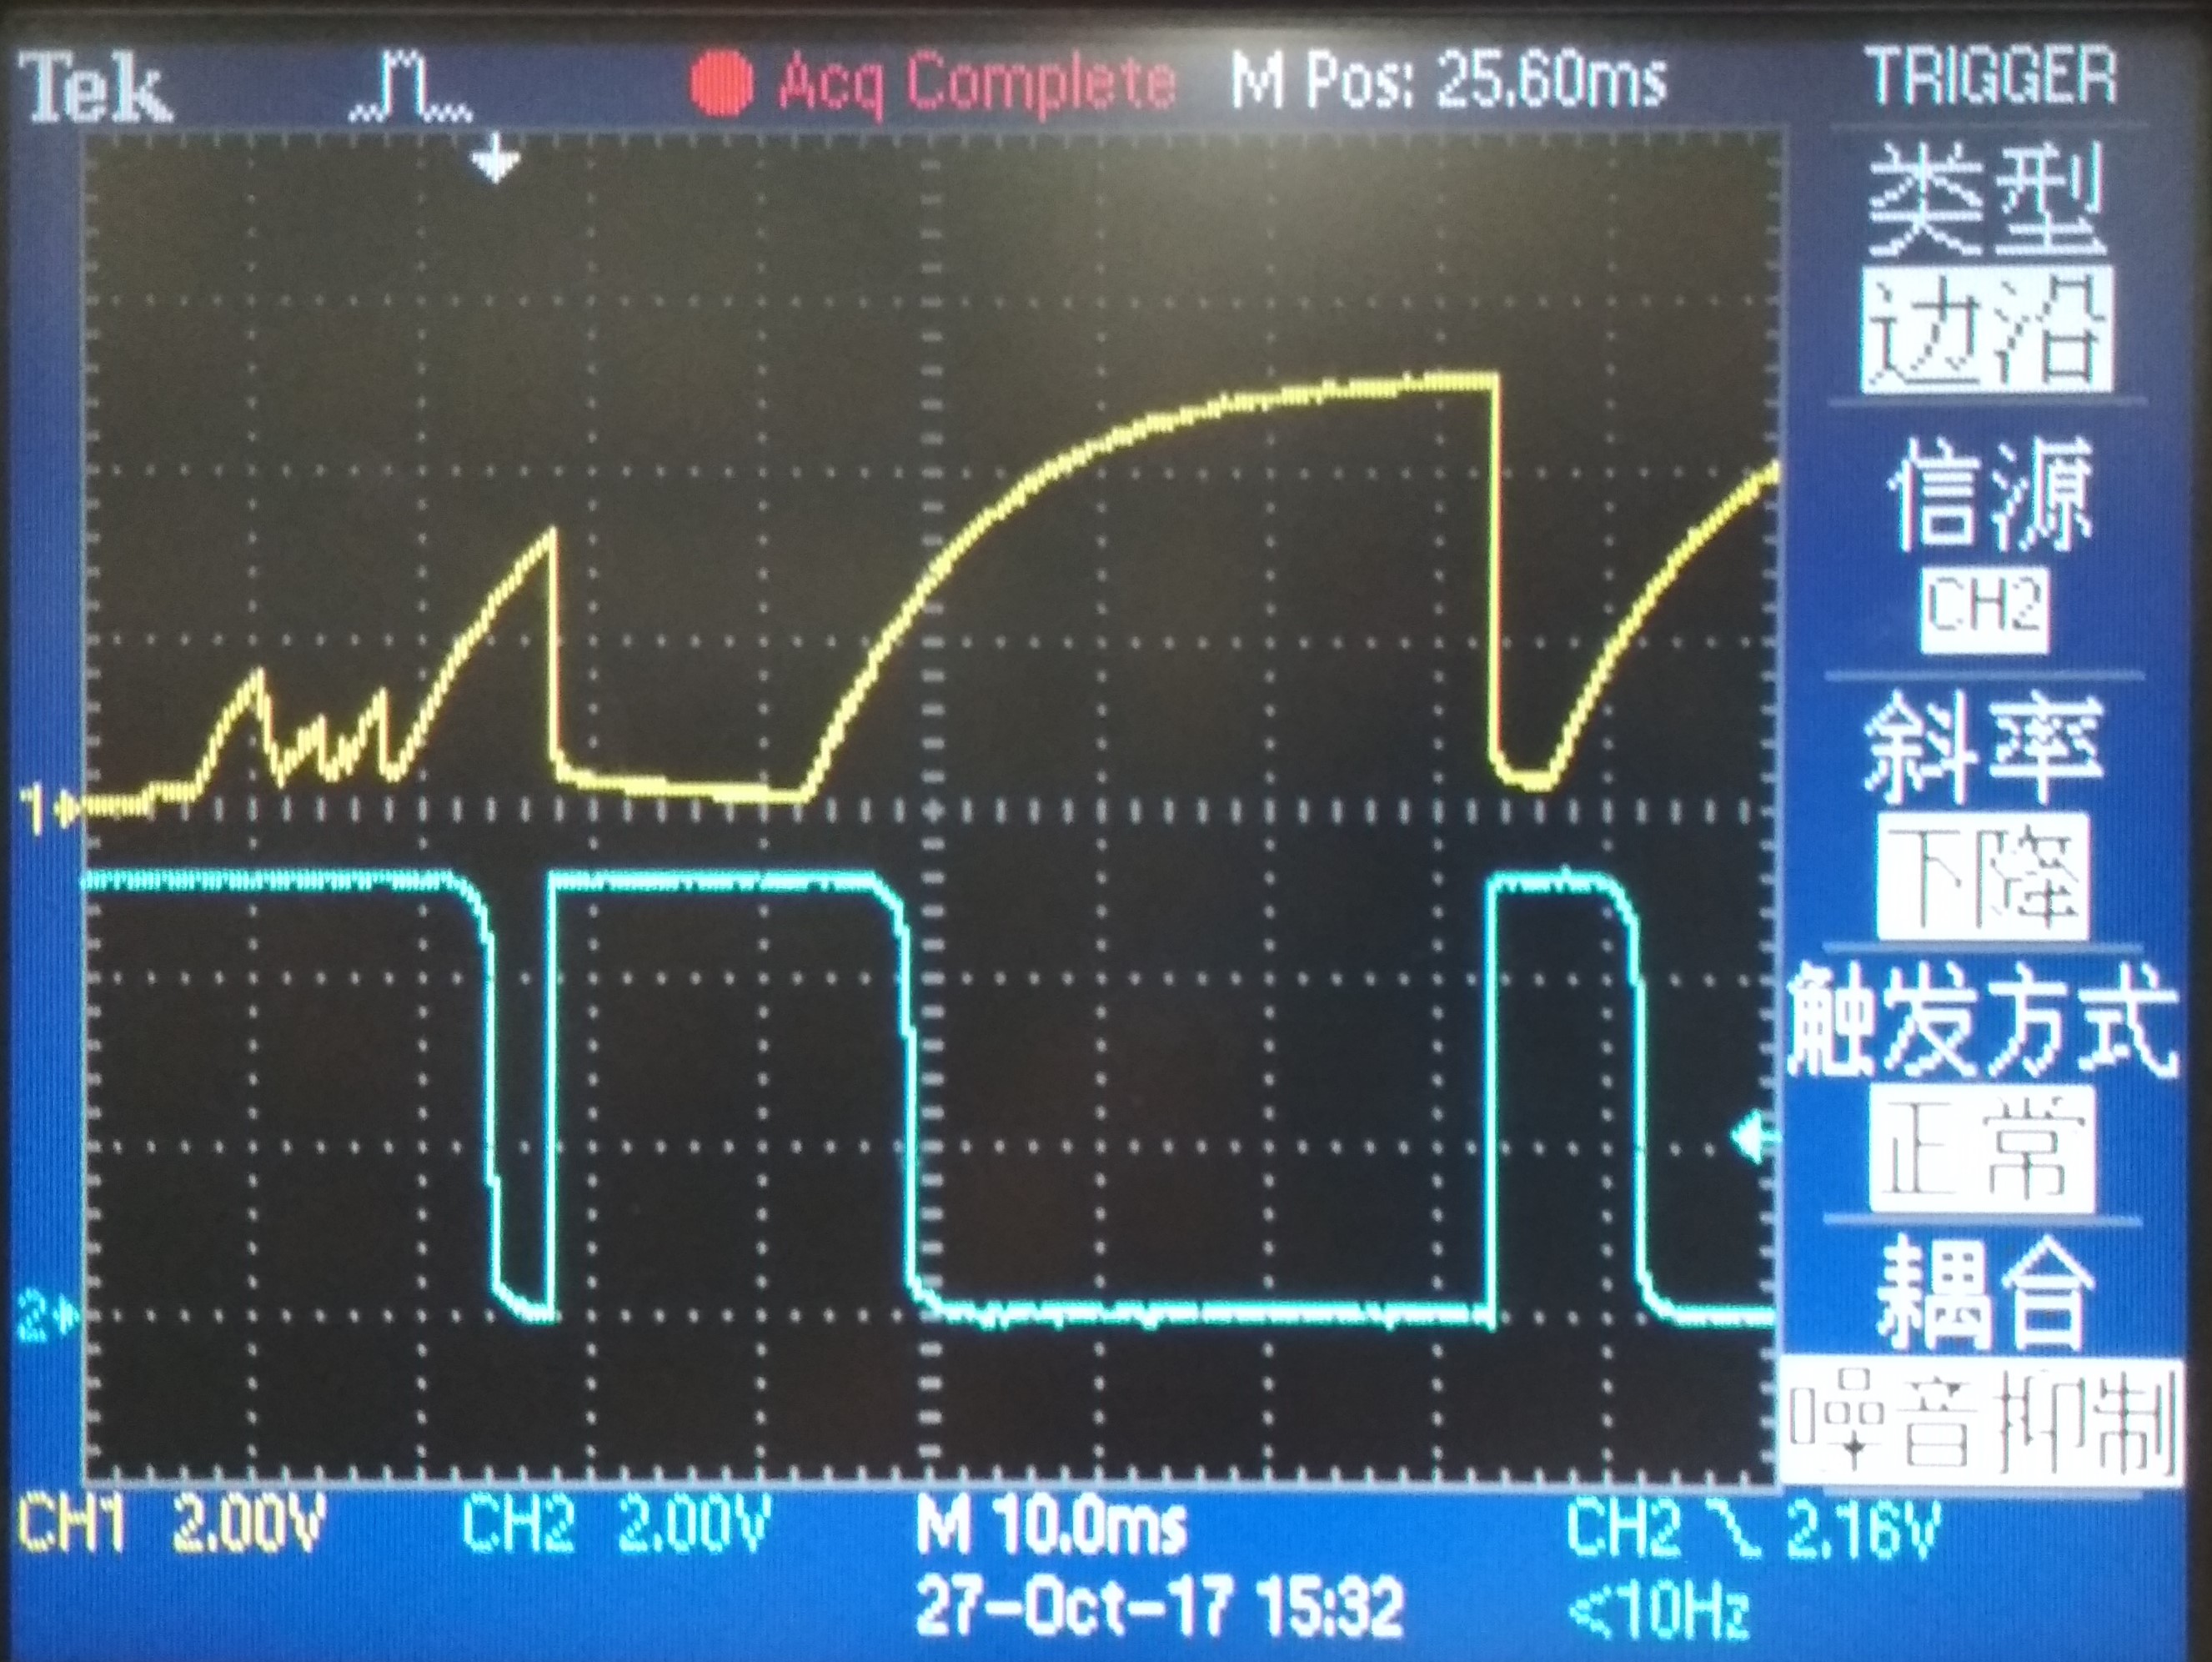 Tek Acq Complete M Pos: 25.60ms TRIGGER
类型
边沿
信源
CH2
斜率
下降
触发方式
正常
耦合
噪音抑制
1
2
CH1 2.00V CH2 2.00V M 10.0ms CH2 2.16V
27-Oct-17 15:32 <10Hz